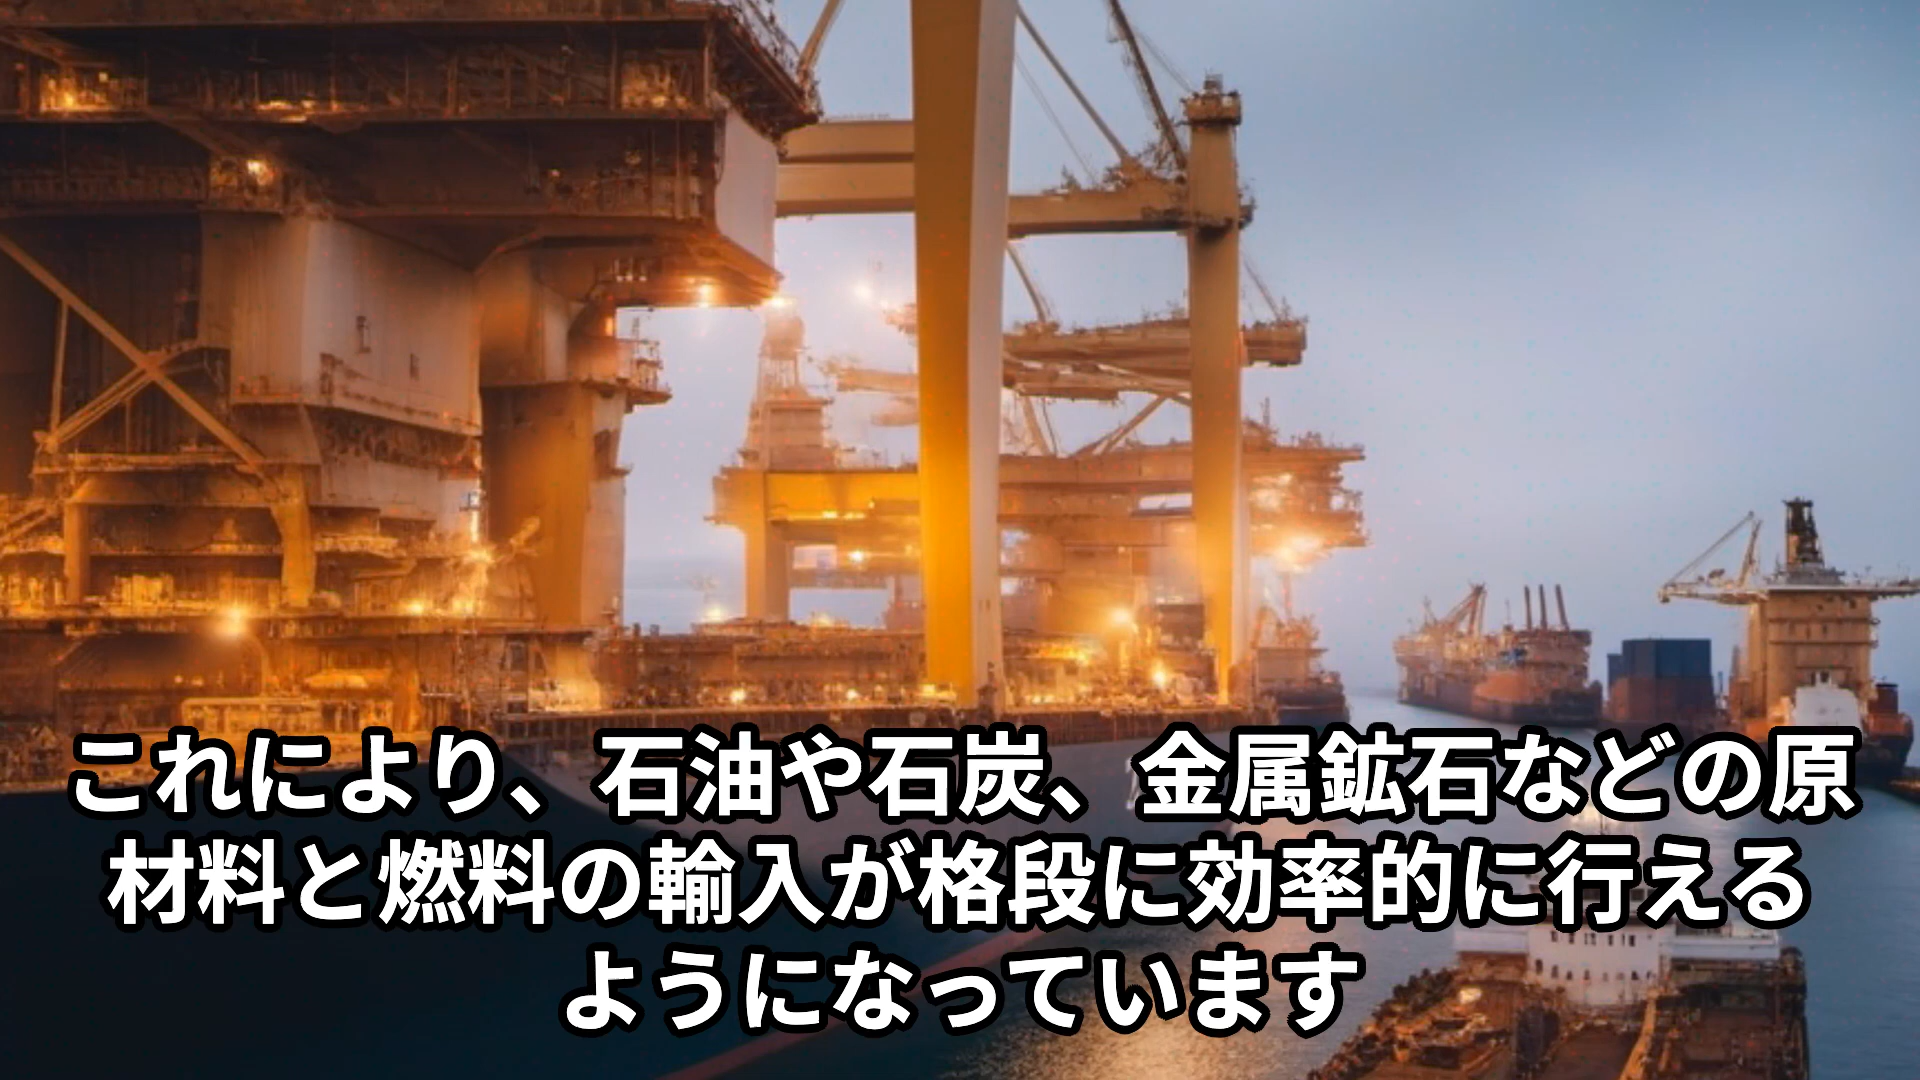 これにより、石油や石炭、金属鉱石などの原
材料と燃料の輸入が格段に効率的に行える
ようになっています